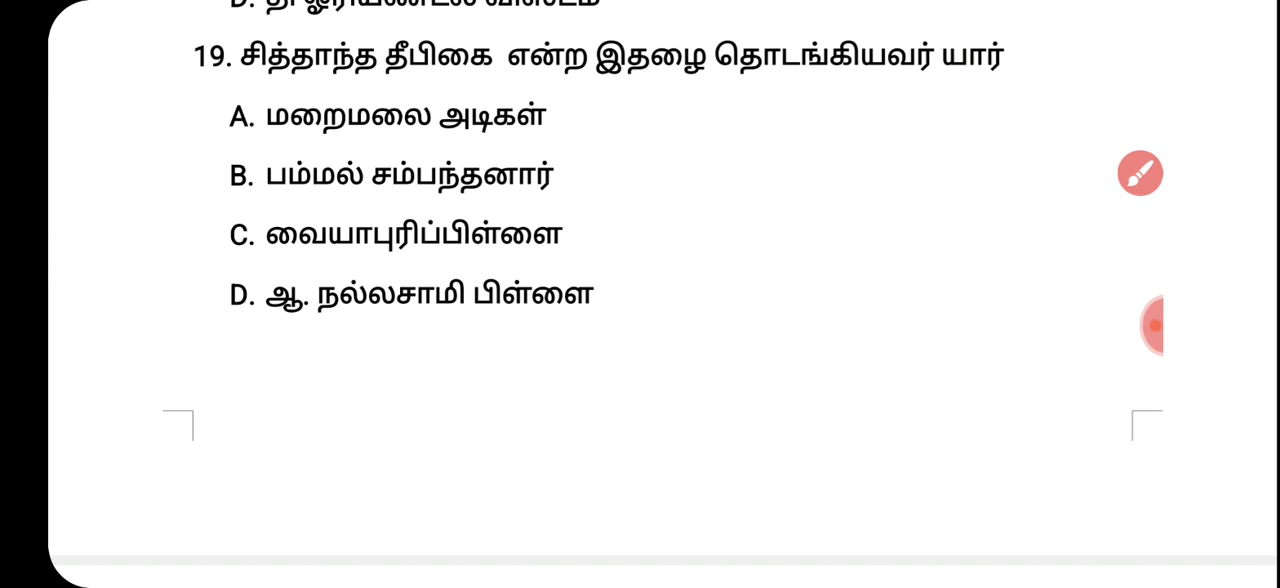 19. சித்தாந்த தீபிகை என்ற இதழை தொடங்கியவர் யார்
A. மறைமலை அடிகள்
B. பம்மல் சம்பந்தனார்
C. வையாபுரிப்பிள்ளை
D. ஆ. நல்லசாமி பிள்ளை